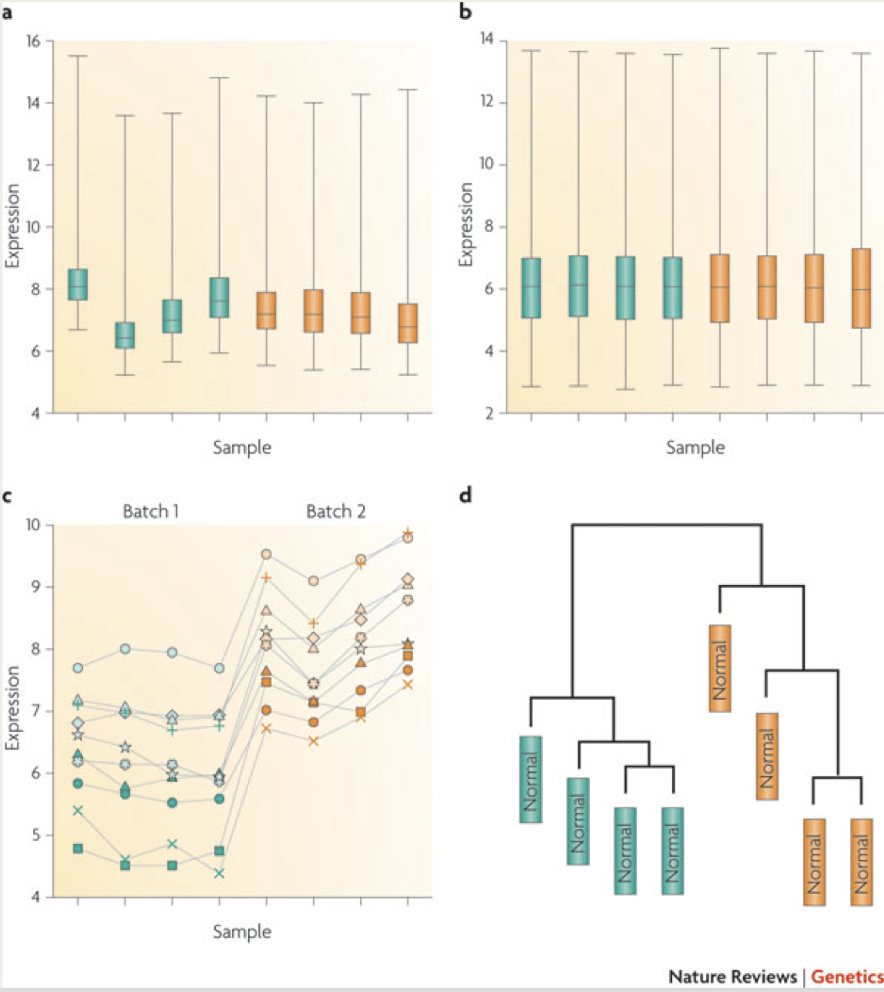 a
16
14
12
10
8
6
4
Expression
Sample
b
14
12
10
8
6
4
2
Expression
Sample
c
Batch 1
Batch 2
10
9
8
7
6
5
4
Expression
Sample
d
Normal
Normal
Normal
Normal
Normal
Normal
Normal
Normal
Nature Reviews | Genetics